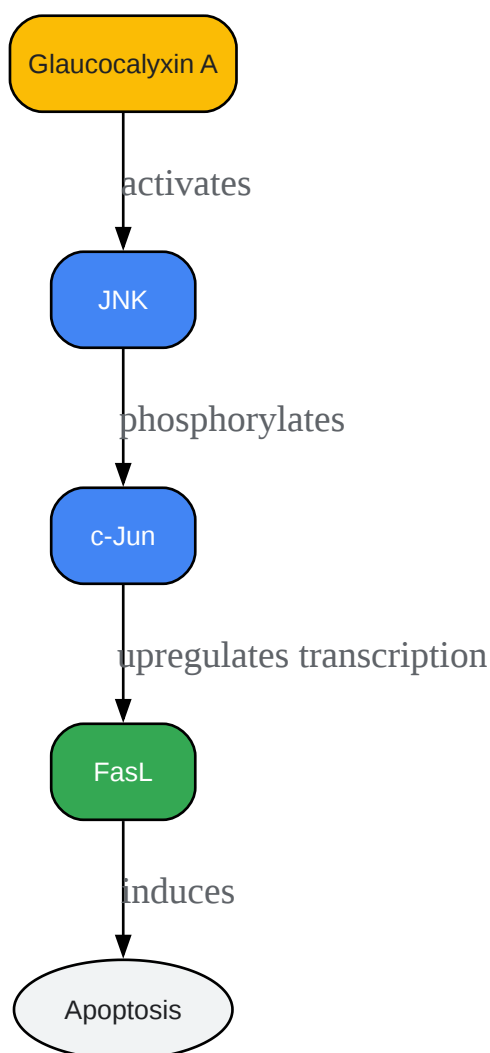 Glaucocalyxin A
activates
JNK
phosphorylates
c-Jun
upregulates transcription
FasL
induces
Apoptosis